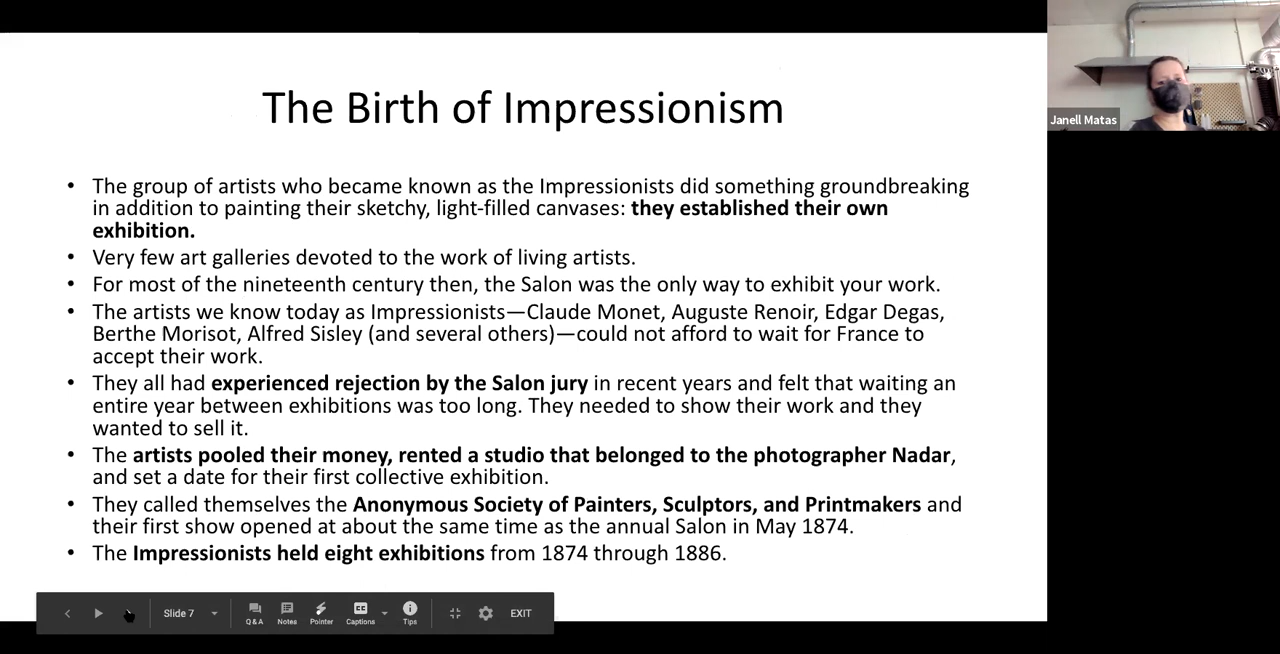 The Birth of Impressionism
• The group of artists who became known as the Impressionists did something groundbreaking
in addition to painting their sketchy, light-filled canvases: they established their own
exhibition.
• Very few art galleries devoted to the work of living artists.
• For most of the nineteenth century then, the Salon was the only way to exhibit your work.
• The artists we know today as Impressionists—Claude Monet, Auguste Renoir, Edgar Degas,
Berthe Morisot, Alfred Sisley (and several others)—could not afford to wait for France to
accept their work.
• They all had experienced rejection by the Salon jury in recent years and felt that waiting an
entire year between exhibitions was too long. They needed to show their work and they
wanted to sell it.
• The artists pooled their money, rented a studio that belonged to the photographer Nadar,
and set a date for their first collective exhibition.
• They called themselves the Anonymous Society of Painters, Sculptors, and Printmakers and
their first show opened at about the same time as the annual Salon in May 1874.
• The Impressionists held eight exhibitions from 1874 through 1886.
Janell Matas
Slide 7
Q&A
Notes
Pointer
CC
Captions
Tips
EXIT